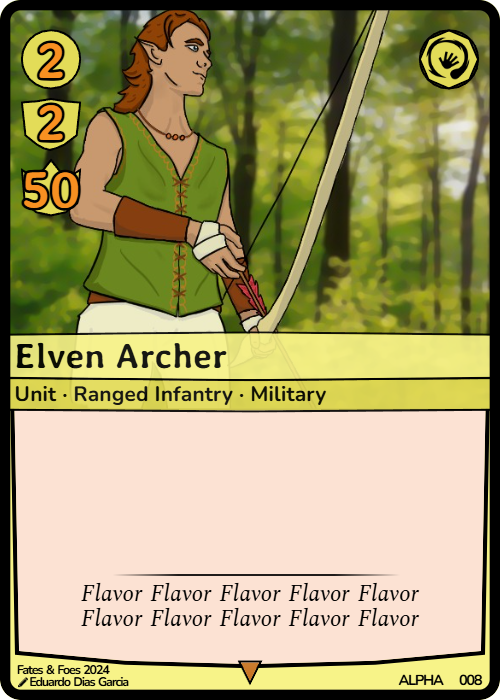 2
2
50
Elven Archer
Unit · Ranged Infantry · Military
Flavor Flavor Flavor Flavor Flavor
Flavor Flavor Flavor Flavor Flavor
Fates & Foes 2024
Eduardo Dias Garcia
ALPHA 008